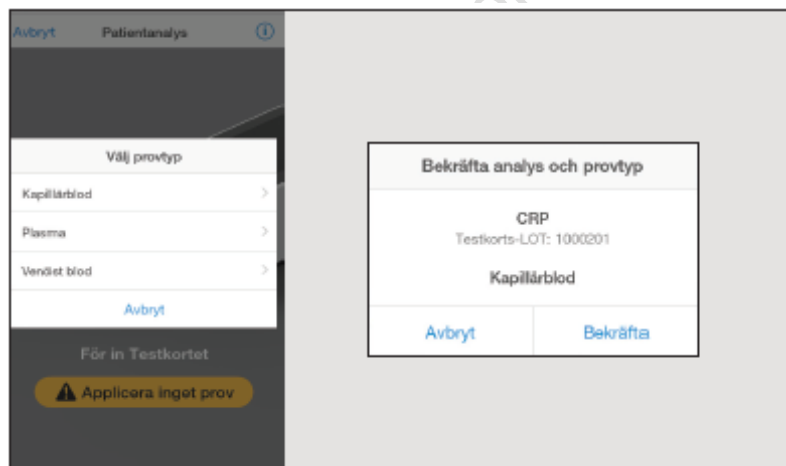 Avbryt Patientanalys
Välj provtyp
Kapillärblod
Plasma
Venöst blod
Avbryt
För in Testkortet
Applicera inget prov
Bekräfta analys och provtyp
CRP
Testkorts-LOT: 1000201
Kapillärblod
Avbryt Bekräfta